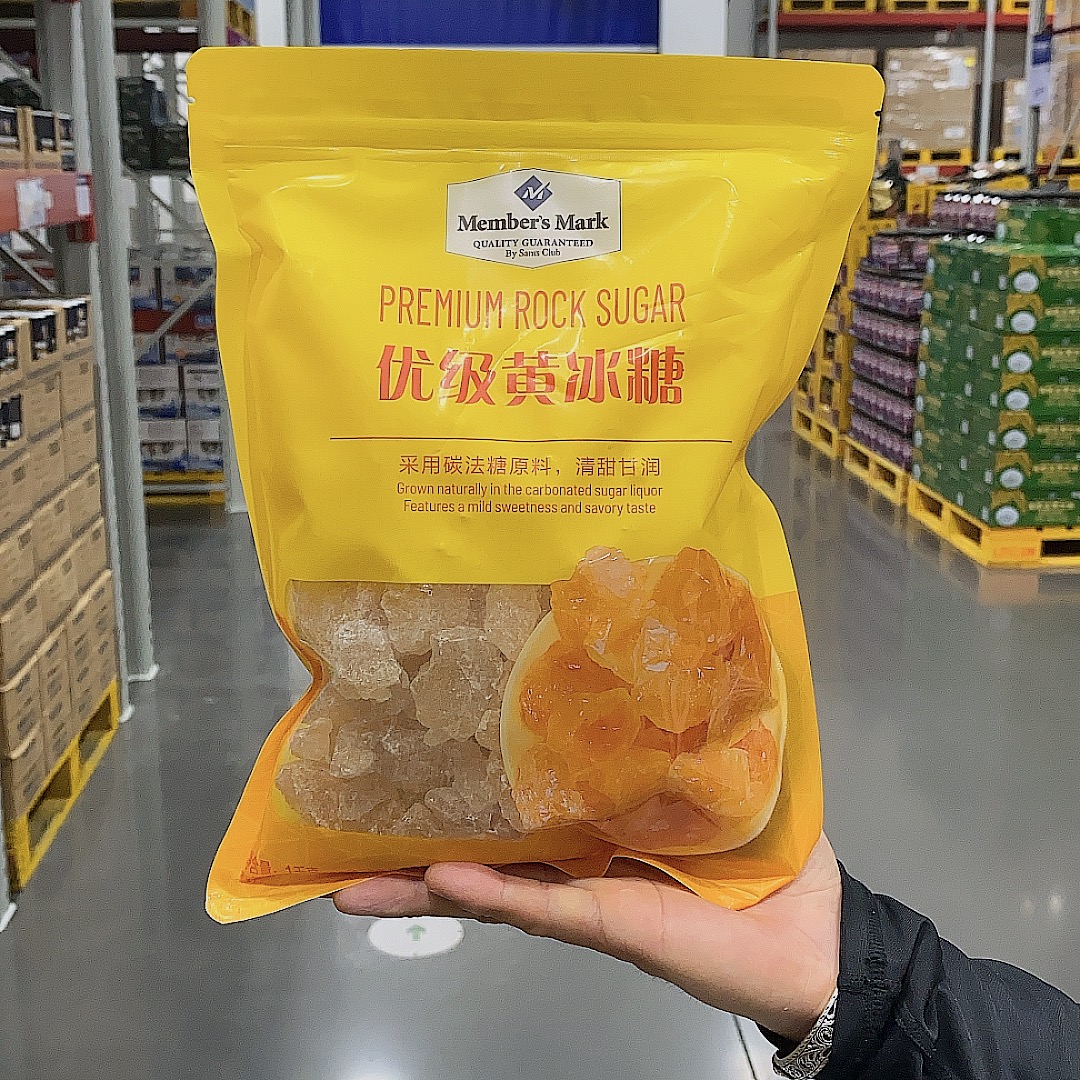 Member's Mark
QUALITY GUARANTEED
By Sam's Club
PREMIUM ROCK SUGAR
优级黄冰糖
采用碳法糖原料，清甜甘润
Grown naturally in the carbonated sugar liquor
Features a mild sweetness and savory taste